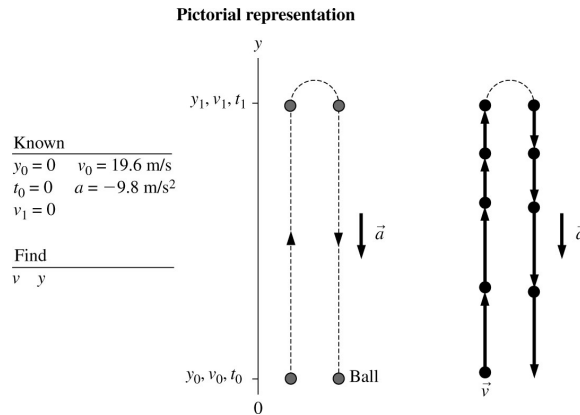 Pictorial representation
y
y₁, v₁, t₁
Known
y₀ = 0 v₀ = 19.6 m/s
t₀ = 0 a = −9.8 m/s²
v₁ = 0
a⃗
a⃗
Find
v y
y₀, v₀, t₀
Ball
v⃗
0